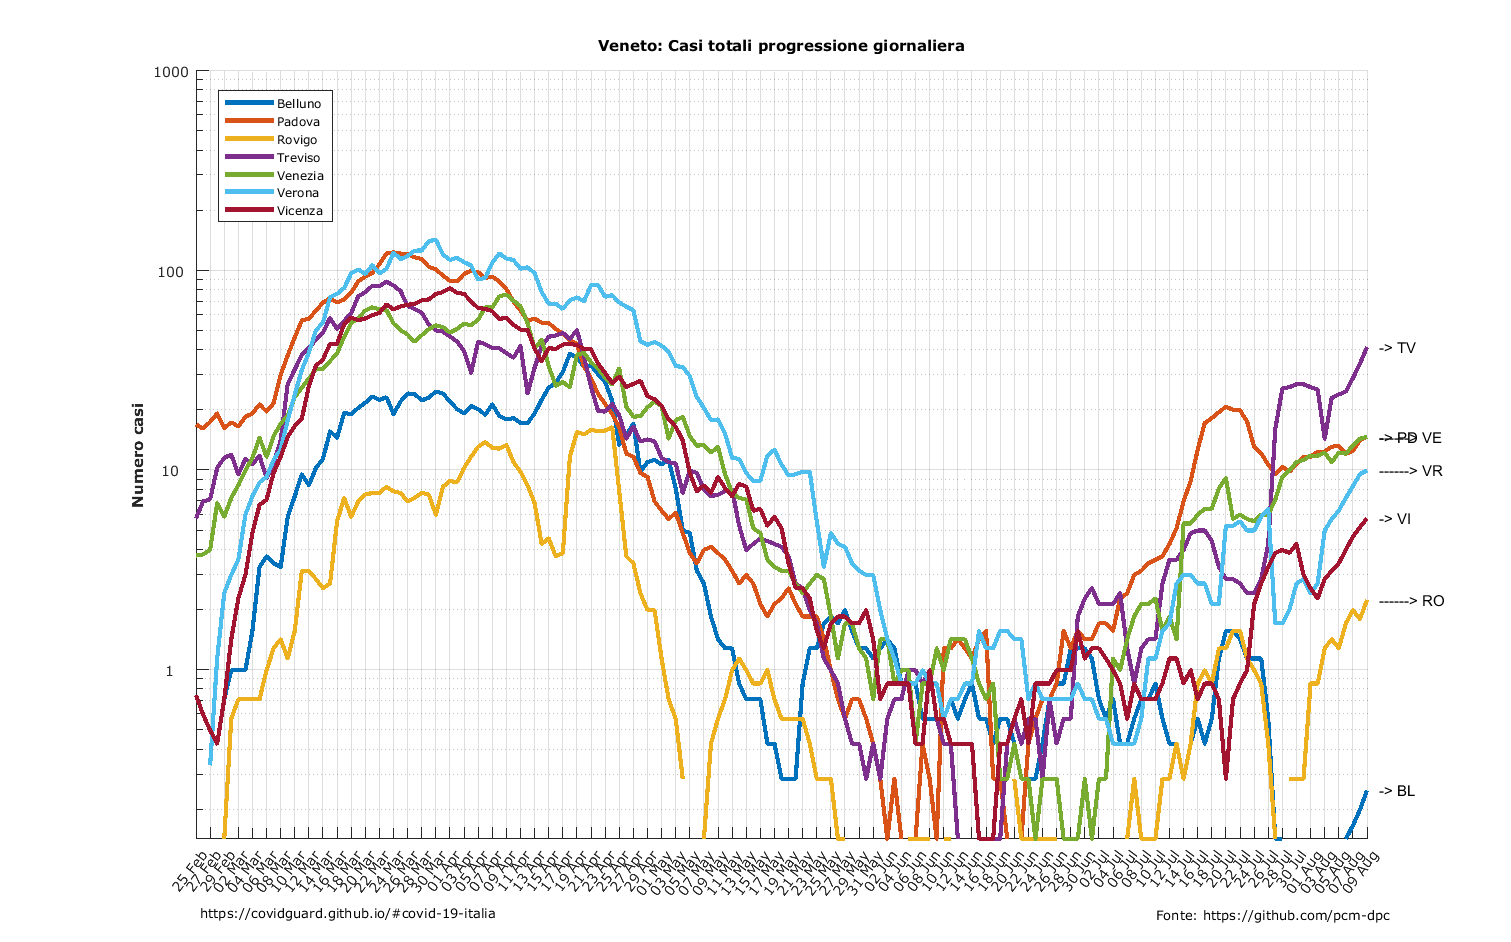 Veneto: Casi totali progressione giornaliera
Numero casi
1000
100
10
1
Belluno
Padova
Rovigo
Treviso
Venezia
Verona
Vicenza
-> TV
-> PD
------> VE
------> VR
-> VI
------> RO
-> BL
25 Feb
27 Feb
29 Feb
02 Mar
04 Mar
06 Mar
08 Mar
10 Mar
12 Mar
14 Mar
16 Mar
18 Mar
20 Mar
22 Mar
24 Mar
26 Mar
28 Mar
30 Mar
01 Apr
03 Apr
05 Apr
07 Apr
09 Apr
11 Apr
13 Apr
15 Apr
17 Apr
19 Apr
21 Apr
23 Apr
25 Apr
27 Apr
29 Apr
01 May
03 May
05 May
07 May
09 May
11 May
13 May
15 May
17 May
19 May
21 May
23 May
25 May
27 May
29 May
31 May
02 Jun
04 Jun
06 Jun
08 Jun
10 Jun
12 Jun
14 Jun
16 Jun
18 Jun
20 Jun
22 Jun
24 Jun
26 Jun
28 Jun
30 Jun
02 Jul
04 Jul
06 Jul
08 Jul
10 Jul
12 Jul
14 Jul
16 Jul
18 Jul
20 Jul
22 Jul
24 Jul
26 Jul
28 Jul
30 Jul
01 Aug
03 Aug
05 Aug
07 Aug
09 Aug
https://covidguard.github.io/#covid-19-italia
Fonte: https://github.com/pcm-dpc